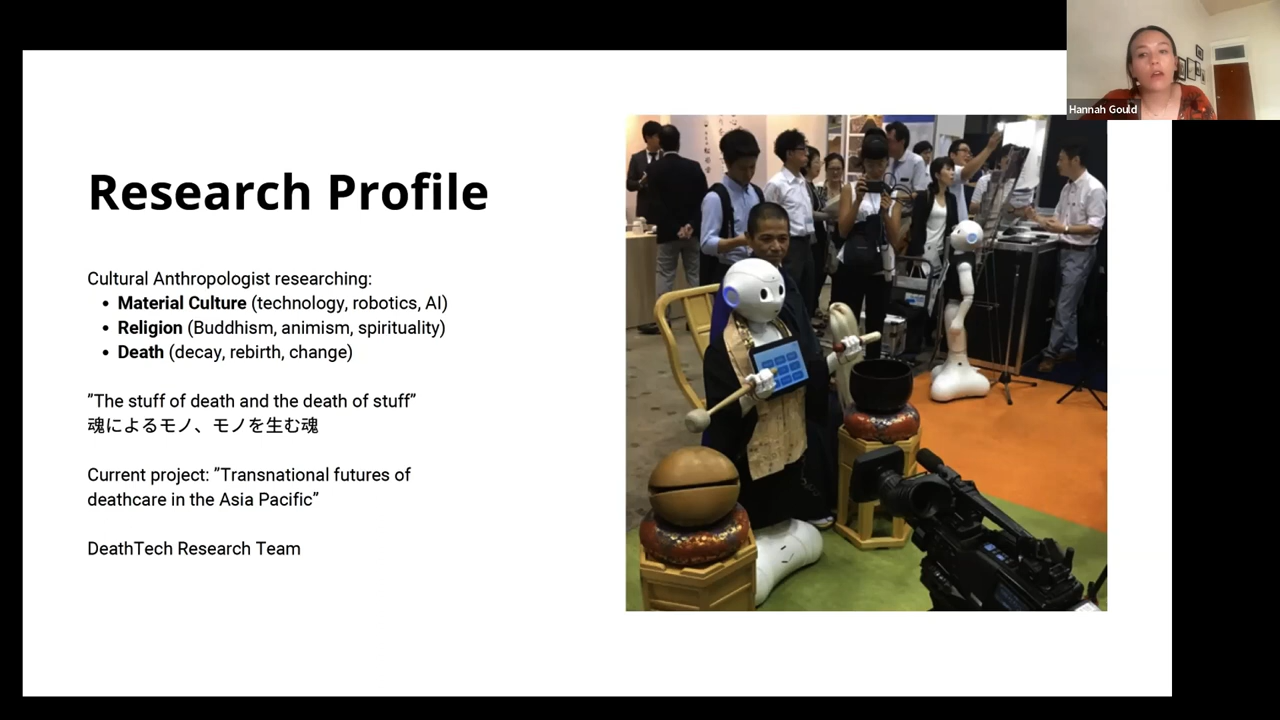 Hannah Gould
Research Profile
Cultural Anthropologist researching:
• Material Culture (technology, robotics, AI)
• Religion (Buddhism, animism, spirituality)
• Death (decay, rebirth, change)
”The stuff of death and the death of stuff”
魂によるモノ、モノを生む魂
Current project: ”Transnational futures of
deathcare in the Asia Pacific”
DeathTech Research Team